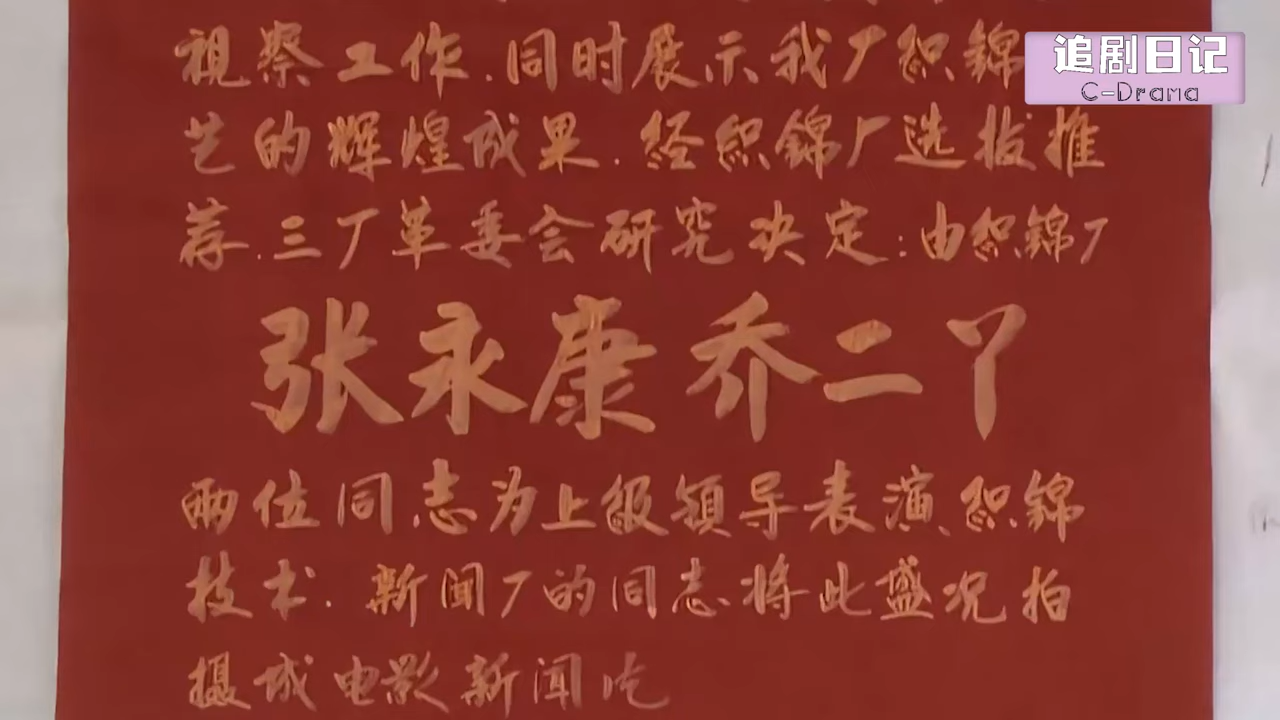 追剧日记
C-Drama
视察工作.同时展示我厂织锦
艺的辉煌成果.经织锦厂选拔推
荐.三厂革委会研究决定:由织锦厂
张永康 乔二丫
两位同志为上级领导表演织锦
技术.新闻厂的同志将此盛况拍
摄成电影新闻